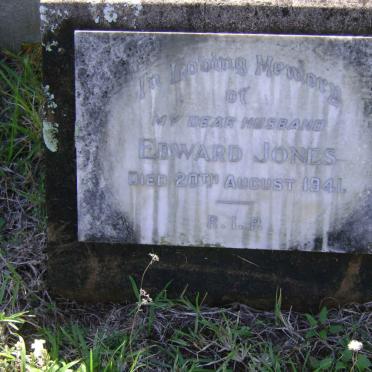 In Loving Memory
of
MY DEAR HUSBAND
EDWARD JONES
DIED 20TH AUGUST 1941.
R.I.P.